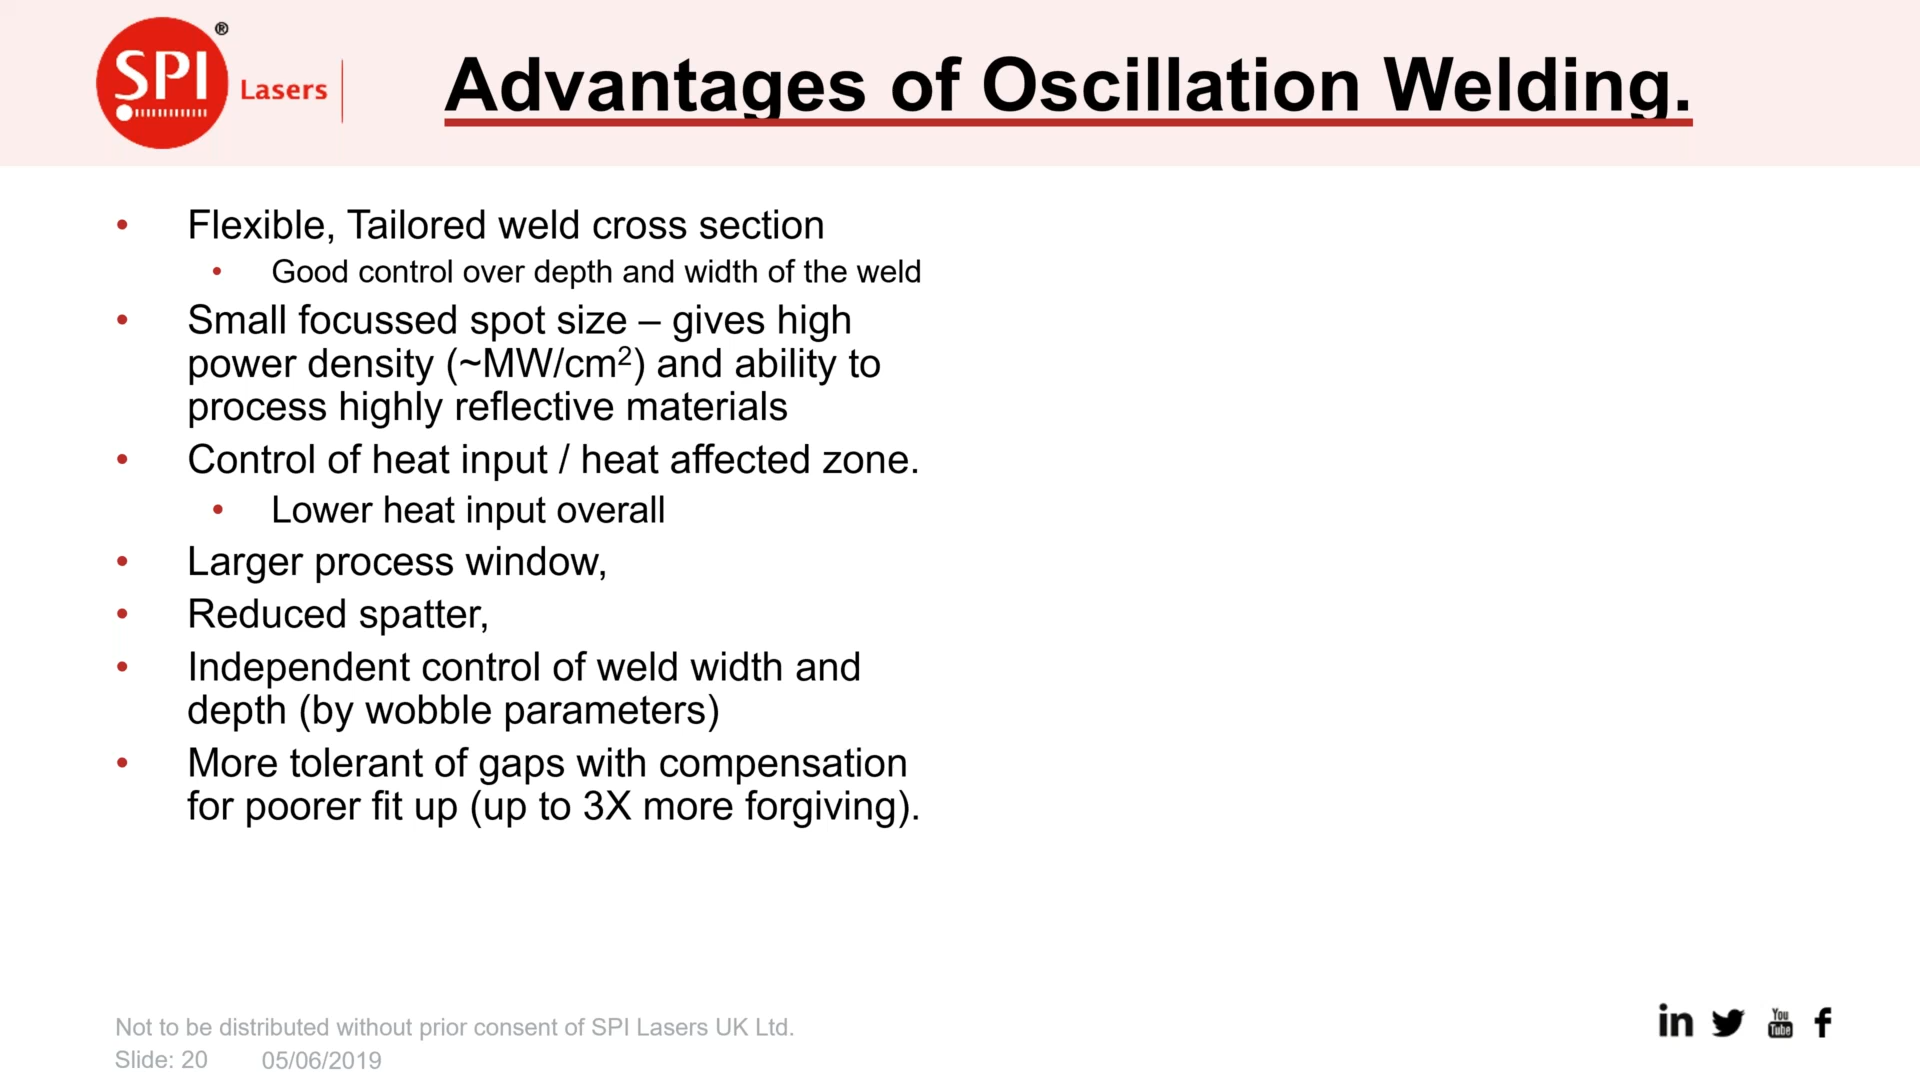 SPI® Lasers
Advantages of Oscillation Welding.
• Flexible, Tailored weld cross section
• Good control over depth and width of the weld
• Small focussed spot size – gives high
power density (~MW/cm²) and ability to
process highly reflective materials
• Control of heat input / heat affected zone.
• Lower heat input overall
• Larger process window,
• Reduced spatter,
• Independent control of weld width and
depth (by wobble parameters)
• More tolerant of gaps with compensation
for poorer fit up (up to 3X more forgiving).
Not to be distributed without prior consent of SPI Lasers UK Ltd.
Slide: 20 05/06/2019
in You Tube f